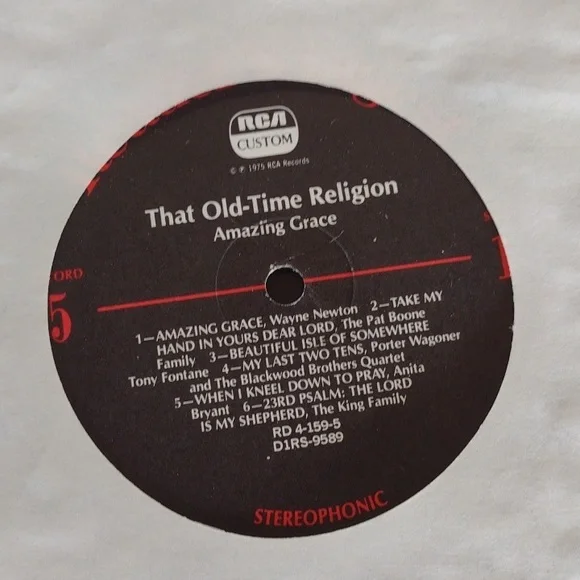 RCA
CUSTOM
© ℗ 1975 RCA Records
That Old-Time Religion
Amazing Grace
5
1—AMAZING GRACE, Wayne Newton 2—TAKE MY
HAND IN YOURS DEAR LORD, The Pat Boone
Family 3—BEAUTIFUL ISLE OF SOMEWHERE
Tony Fontane 4—MY LAST TWO TENS, Porter Wagoner
and The Blackwood Brothers Quartet
5—WHEN I KNEEL DOWN TO PRAY, Anita
Bryant 6—23RD PSALM: THE LORD
IS MY SHEPHERD, The King Family
RD 4-159-5
D1RS-9589
STEREOPHONIC